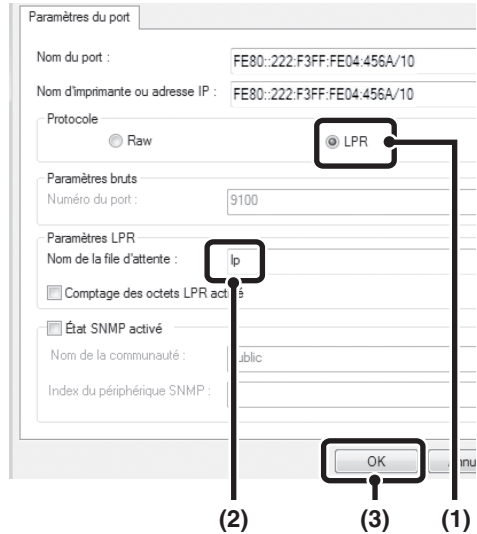 Paramètres du port
Nom du port : FE80::222:F3FF:FE04:456A/10
Nom d'imprimante ou adresse IP : FE80::222:F3FF:FE04:456A/10
Protocole
Raw LPR
Paramètres bruts
Numéro du port : 9100
Paramètres LPR
Nom de la file d'attente : lp
Comptage des octets LPR
État SNMP activé
Nom de la communauté :
Index du périphérique SNMP :
OK
(2) (3) (1)